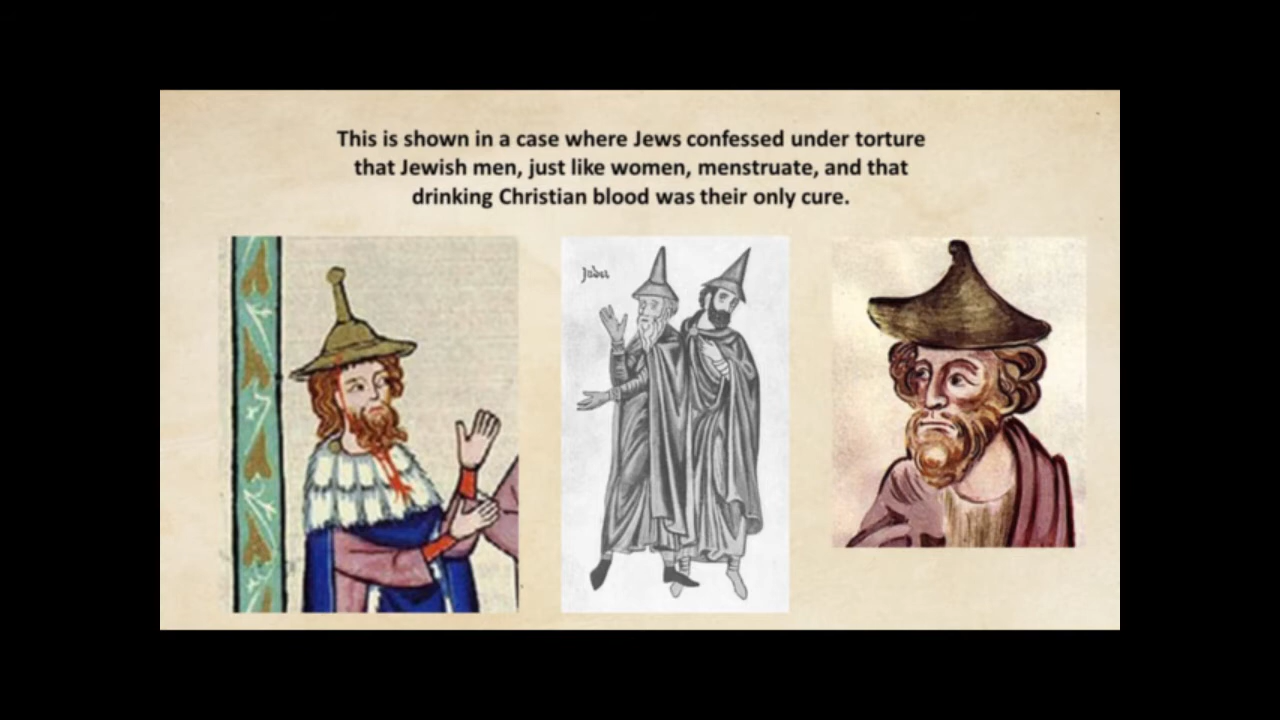 This is shown in a case where Jews confessed under torture
that Jewish men, just like women, menstruate, and that
drinking Christian blood was their only cure.